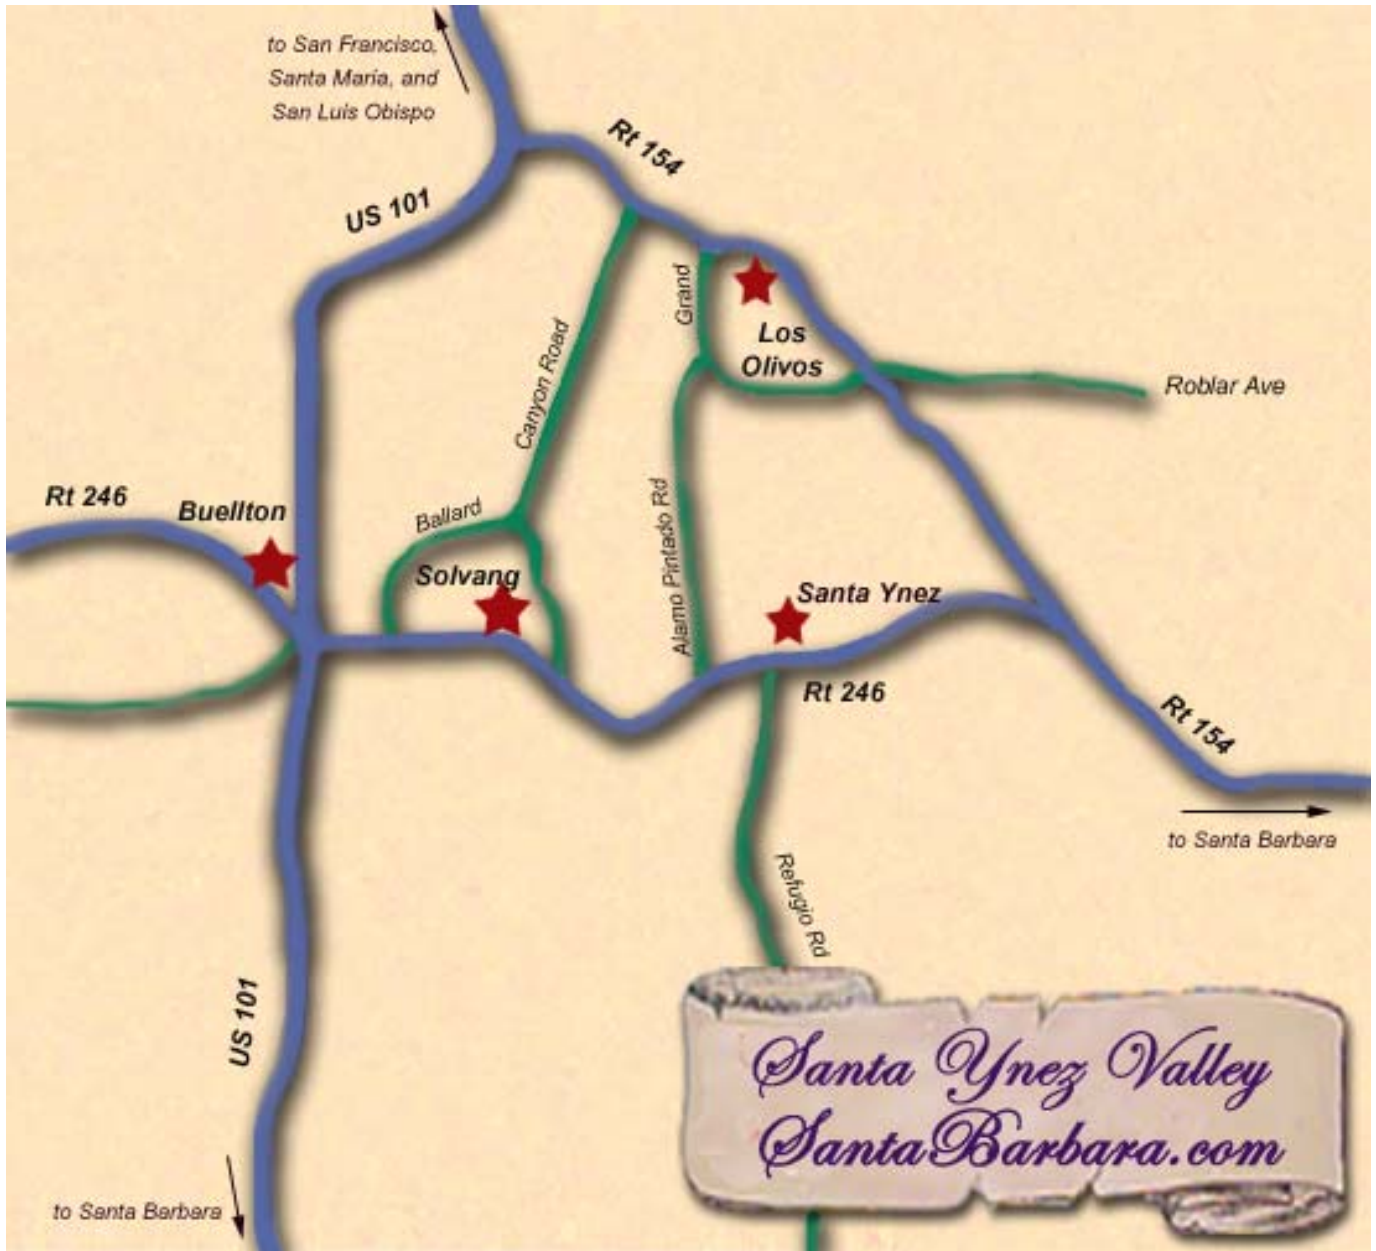 to San Francisco,
Santa Maria, and
San Luis Obispo
Rt 154
US 101
Grand
Los
Olivos
Canyon Road
Roblar Ave
Rt 246
Buellton
Ballard
Alamo Pintado Rd
Solvang
Santa Ynez
Rt 246
Rt 154
to Santa Barbara
Refugio Rd
US 101
Santa Ynez Valley
SantaBarbara.com
to Santa Barbara